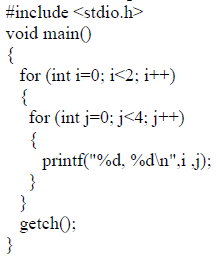 #include <stdio.h>
void main()
{
for (int i=0; i<2; i++)
{
for (int j=0; j<4; j++)
{
printf("%d, %d\n",i ,j);
}
}
getch();
}